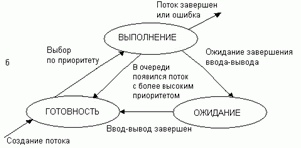 Поток завершен
или ошибка
ВЫПОЛНЕНИЕ
Выбор
по приоритету
Ожидание завершения
ввода-вывода
б
В очереди
появился поток
с более высоким
приоритетом
ГОТОВНОСТЬ
ОЖИДАНИЕ
Ввод-вывод завершен
Создание потока